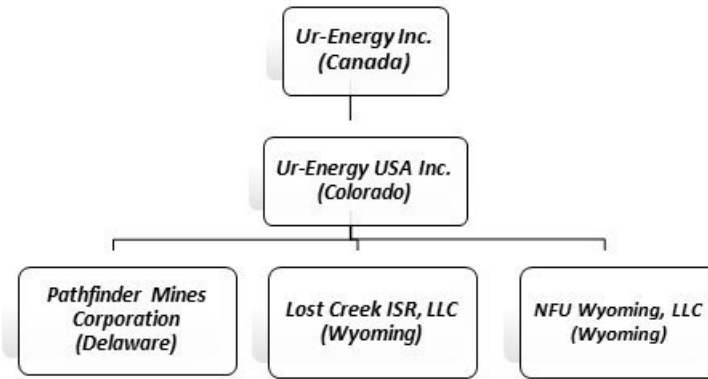 Ur-Energy Inc.
(Canada)
Ur-Energy USA Inc.
(Colorado)
Pathfinder Mines
Corporation
(Delaware)
Lost Creek ISR, LLC
(Wyoming)
NFU Wyoming, LLC
(Wyoming)